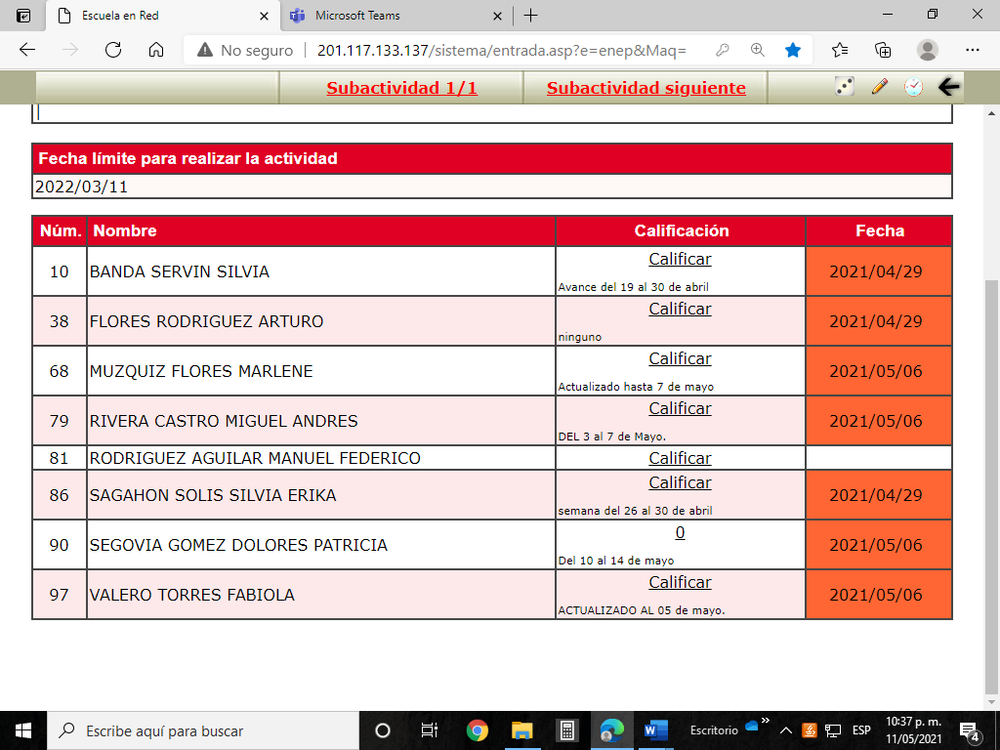 Escuela en Red
Microsoft Teams
No seguro
201.117.133.137/sistema/entrada.asp?e=enep&Maq=
Subactividad 1/1
Subactividad siguiente
Fecha límite para realizar la actividad
2022/03/11
Núm. Nombre Calificación Fecha
10 BANDA SERVIN SILVIA Calificar 2021/04/29
Avance del 19 al 30 de abril
38 FLORES RODRIGUEZ ARTURO Calificar 2021/04/29
ninguno
68 MUZQUIZ FLORES MARLENE Calificar 2021/05/06
Actualizado hasta 7 de mayo
79 RIVERA CASTRO MIGUEL ANDRES Calificar 2021/05/06
DEL 3 al 7 de Mayo.
81 RODRIGUEZ AGUILAR MANUEL FEDERICO Calificar
86 SAGAHON SOLIS SILVIA ERIKA Calificar 2021/04/29
semana del 26 al 30 de abril
90 SEGOVIA GOMEZ DOLORES PATRICIA 0 2021/05/06
Del 10 al 14 de mayo
97 VALERO TORRES FABIOLA Calificar 2021/05/06
ACTUALIZADO AL 05 de mayo.
Escribe aquí para buscar
Escritorio
ESP
10:37 p. m.
11/05/2021
4